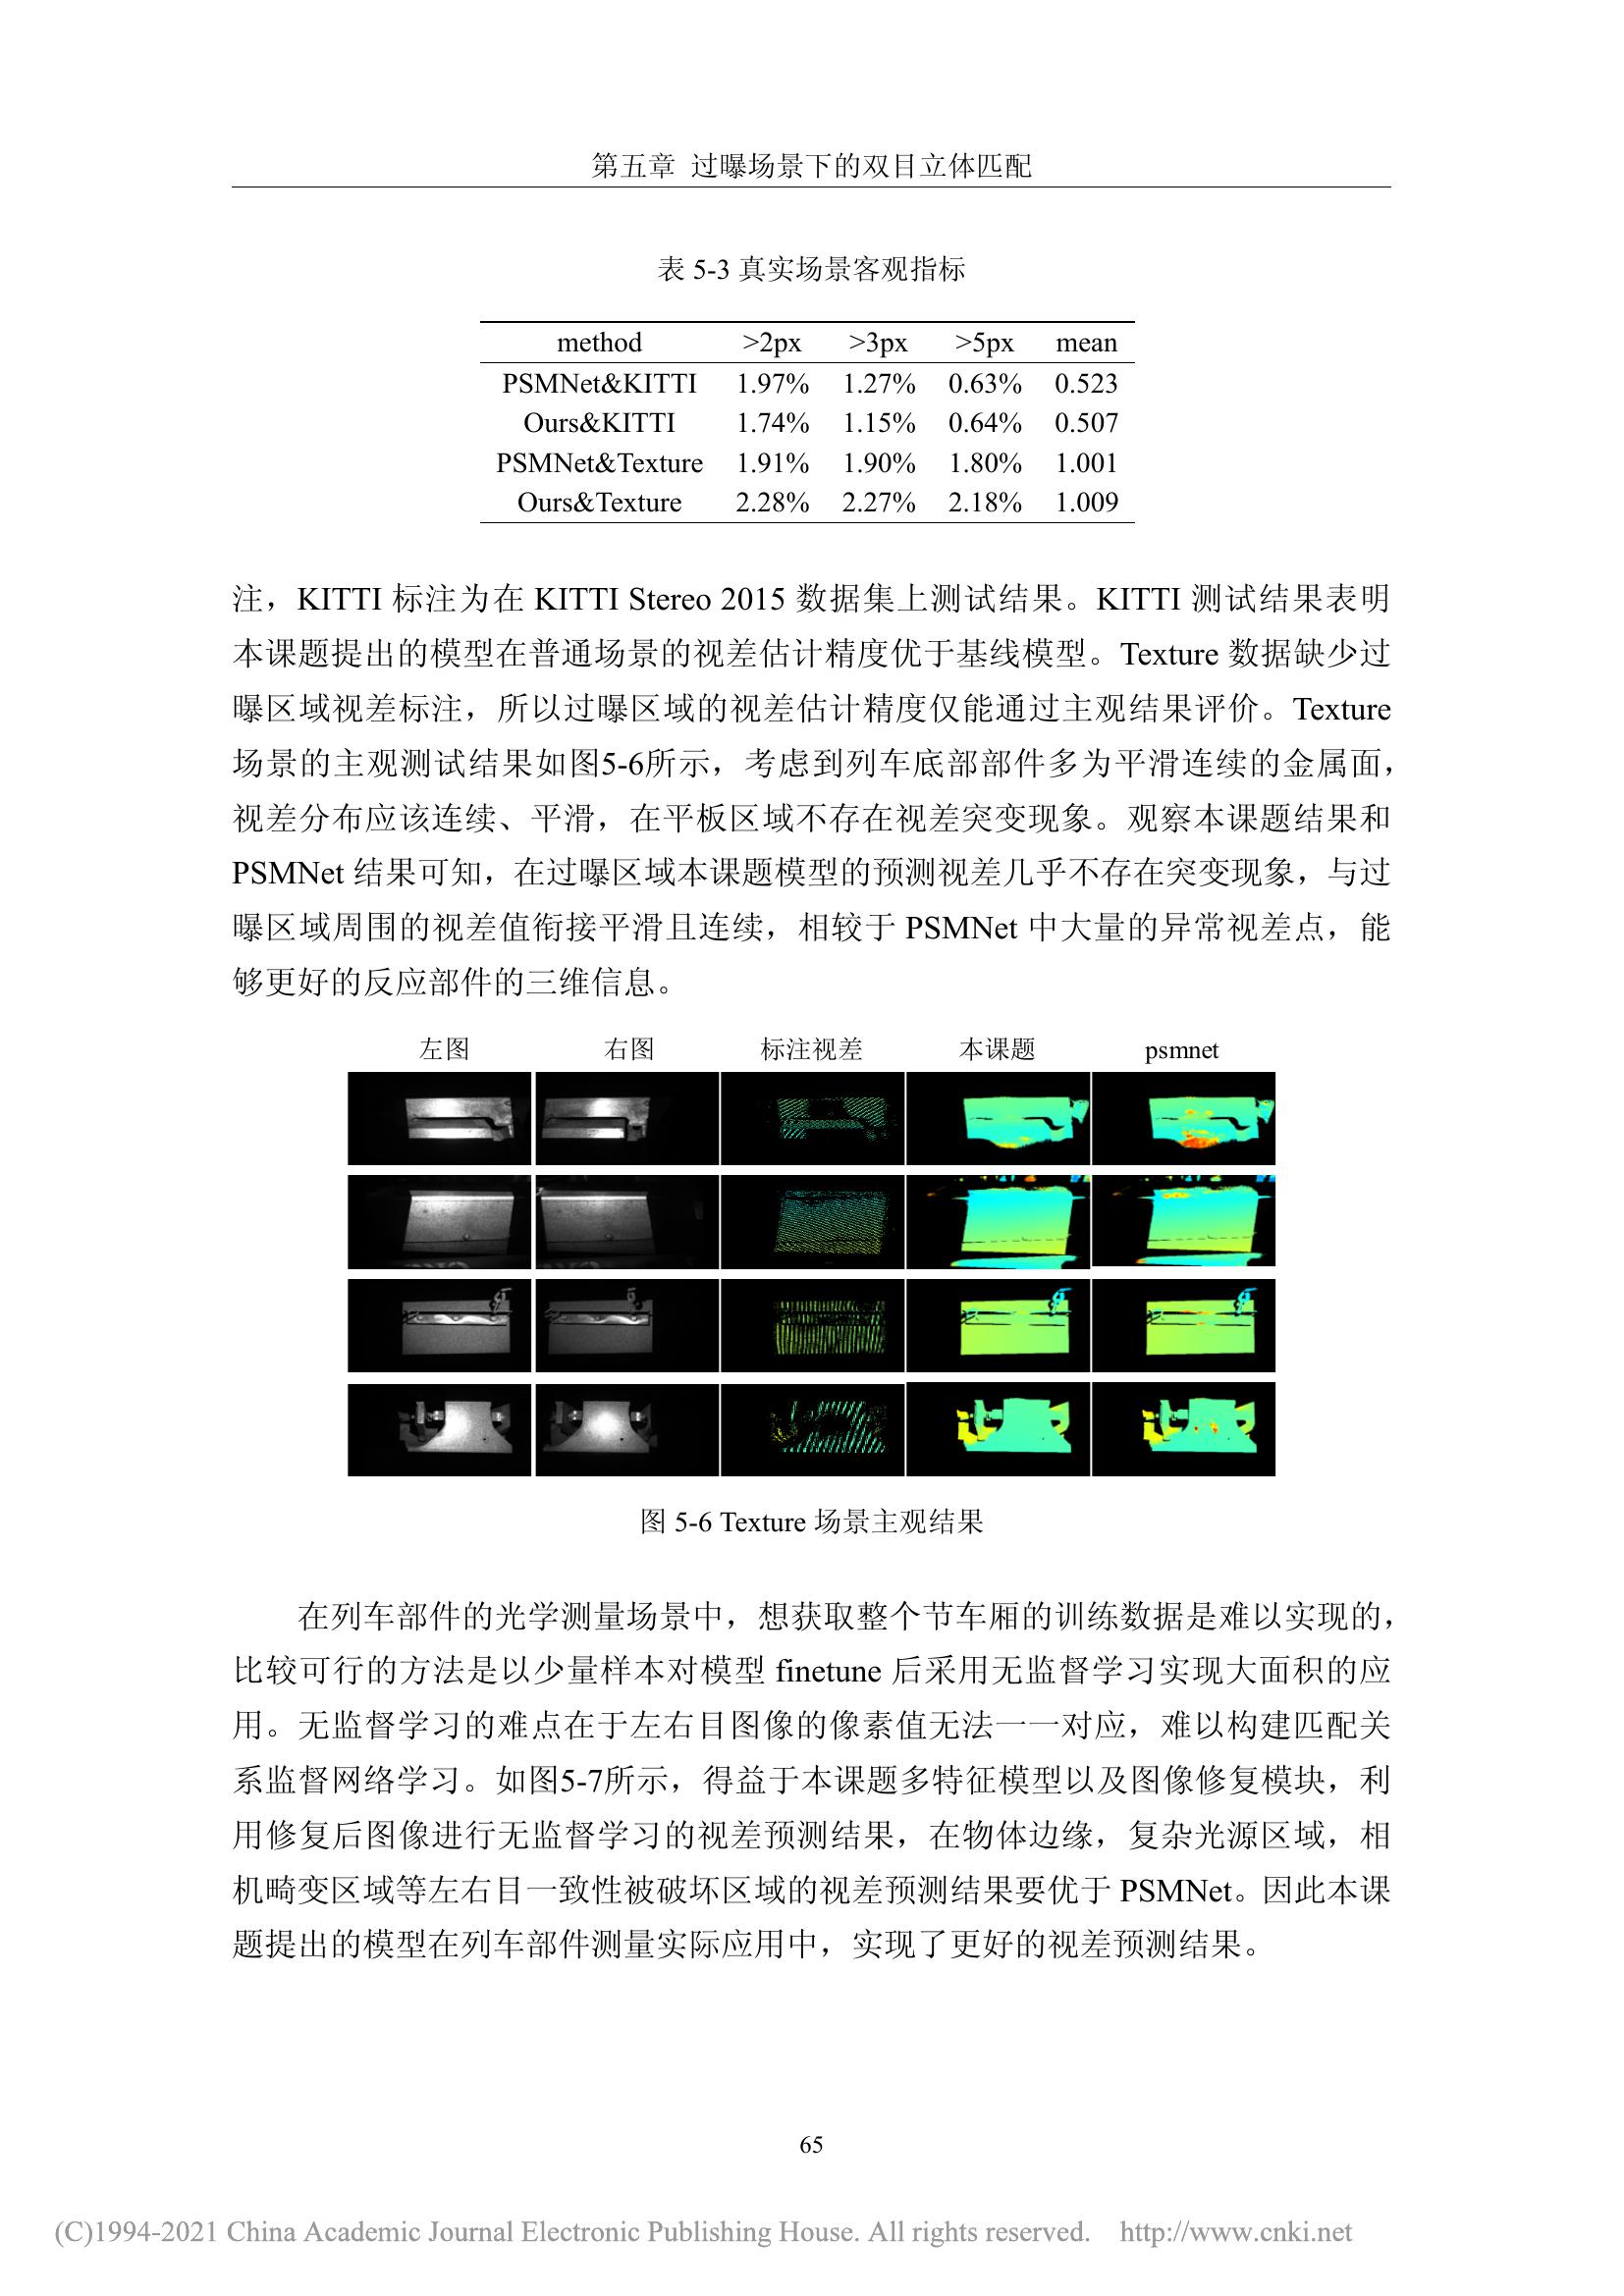 第五章 过曝场景下的双目立体匹配
表 5-3 真实场景客观指标
method >2px >3px >5px mean
PSMNet&KITTI 1.97% 1.27% 0.63% 0.523
Ours&KITTI 1.74% 1.15% 0.64% 0.507
PSMNet&Texture 1.91% 1.90% 1.80% 1.001
Ours&Texture 2.28% 2.27% 2.18% 1.009
注，KITTI 标注为在 KITTI Stereo 2015 数据集上测试结果。KITTI 测试结果表明
本课题提出的模型在普通场景的视差估计精度优于基线模型。Texture 数据缺少过
曝区域视差标注，所以过曝区域的视差估计精度仅能通过主观结果评价。Texture
场景的主观测试结果如图5-6所示，考虑到列车底部部件多为平滑连续的金属面，
视差分布应该连续、平滑，在平板区域不存在视差突变现象。观察本课题结果和
PSMNet 结果可知，在过曝区域本课题模型的预测视差几乎不存在突变现象，与过
曝区域周围的视差值衔接平滑且连续，相较于 PSMNet 中大量的异常视差点，能
够更好的反应部件的三维信息。
左图 右图 标注视差 本课题 psmnet
图 5-6 Texture 场景主观结果
在列车部件的光学测量场景中，想获取整个节车厢的训练数据是难以实现的，
比较可行的方法是以少量样本对模型 finetune 后采用无监督学习实现大面积的应
用。无监督学习的难点在于左右目图像的像素值无法一一对应，难以构建匹配关
系监督网络学习。如图5-7所示，得益于本课题多特征模型以及图像修复模块，利
用修复后图像进行无监督学习的视差预测结果，在物体边缘，复杂光源区域，相
机畸变区域等左右目一致性被破坏区域的视差预测结果要优于 PSMNet。因此本课
题提出的模型在列车部件测量实际应用中，实现了更好的视差预测结果。
65
(C)1994-2021 China Academic Journal Electronic Publishing House. All rights reserved. http://www.cnki.net